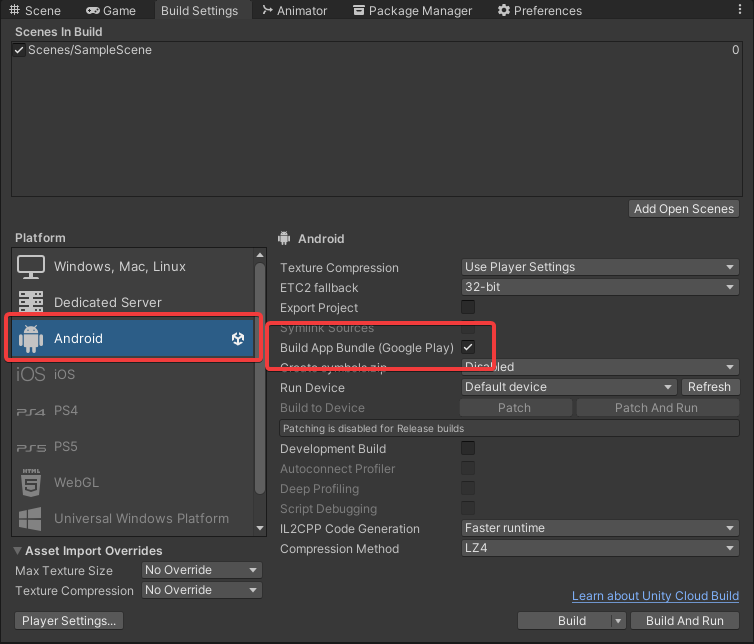 Scene Game Build Settings Animator Package Manager Preferences
Scenes In Build
Scenes/SampleScene 0
Add Open Scenes
Platform
Windows, Mac, Linux
Dedicated Server
Android
iOS iOS
PS4 PS4
PS5 PS5
HTML
5 WebGL
Universal Windows Platform
Asset Import Overrides
Max Texture Size No Override
Texture Compression No Override
Player Settings...
Android
Texture Compression Use Player Settings
ETC2 fallback 32-bit
Export Project
Symlink Sources
Build App Bundle (Google Play)
Create symbols.zip Disabled
Run Device Default device Refresh
Build to Device Patch Patch And Run
Patching is disabled for Release builds
Development Build
Autoconnect Profiler
Deep Profiling
Script Debugging
IL2CPP Code Generation Faster runtime
Compression Method LZ4
Learn about Unity Cloud Build
Build Build And Run